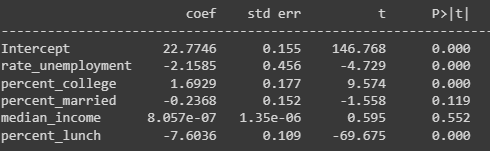 coef std err t P>|t|
Intercept 22.7746 0.155 146.768 0.000
rate_unemployment -2.1585 0.456 -4.729 0.000
percent_college 1.6929 0.177 9.574 0.000
percent_married -0.2368 0.152 -1.558 0.119
median_income 8.057e-07 1.35e-06 0.595 0.552
percent_lunch -7.6036 0.109 -69.675 0.000